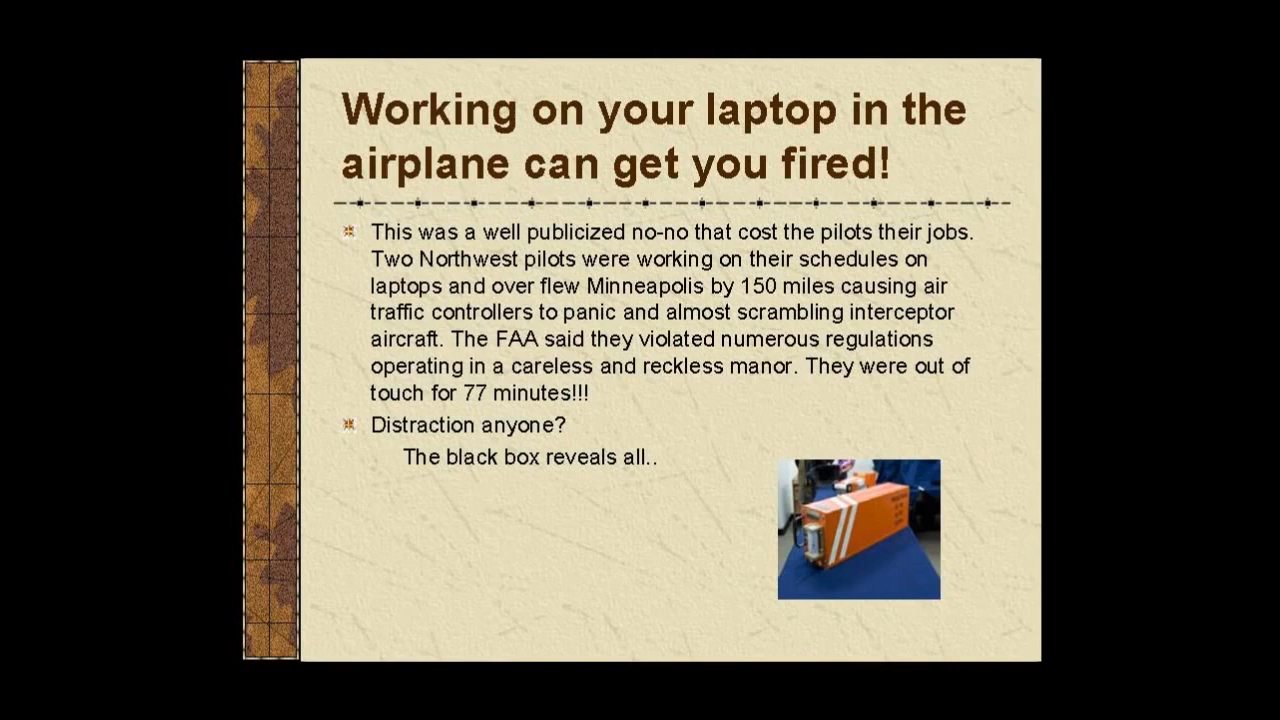 Working on your laptop in the
airplane can get you fired!
This was a well publicized no-no that cost the pilots their jobs.
Two Northwest pilots were working on their schedules on
laptops and over flew Minneapolis by 150 miles causing air
traffic controllers to panic and almost scrambling interceptor
aircraft. The FAA said they violated numerous regulations
operating in a careless and reckless manor. They were out of
touch for 77 minutes!!!
Distraction anyone?
The black box reveals all..